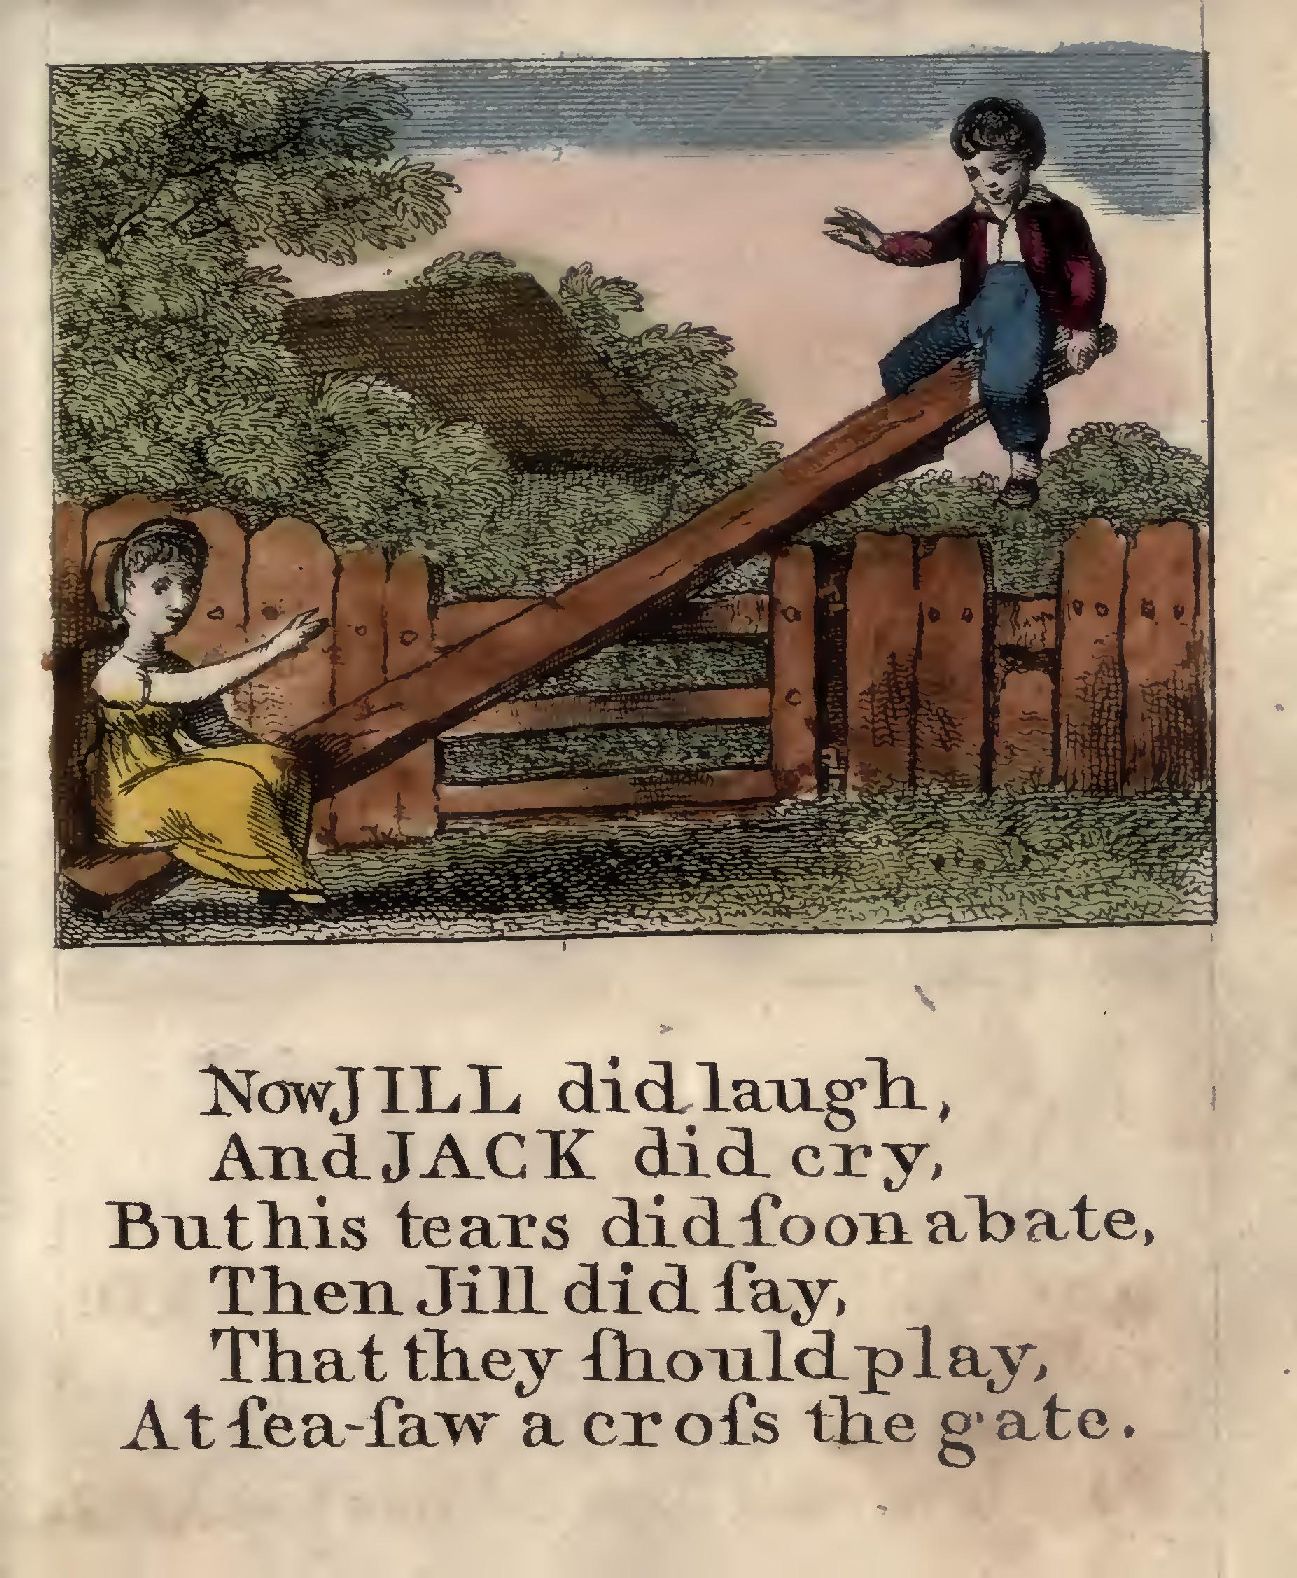 Now JILL did laugh,
And JACK did cry,
But his tears did ſoon abate,
Then Jill did ſay,
That they ſhould play,
At ſea-ſaw a croſs the gate.